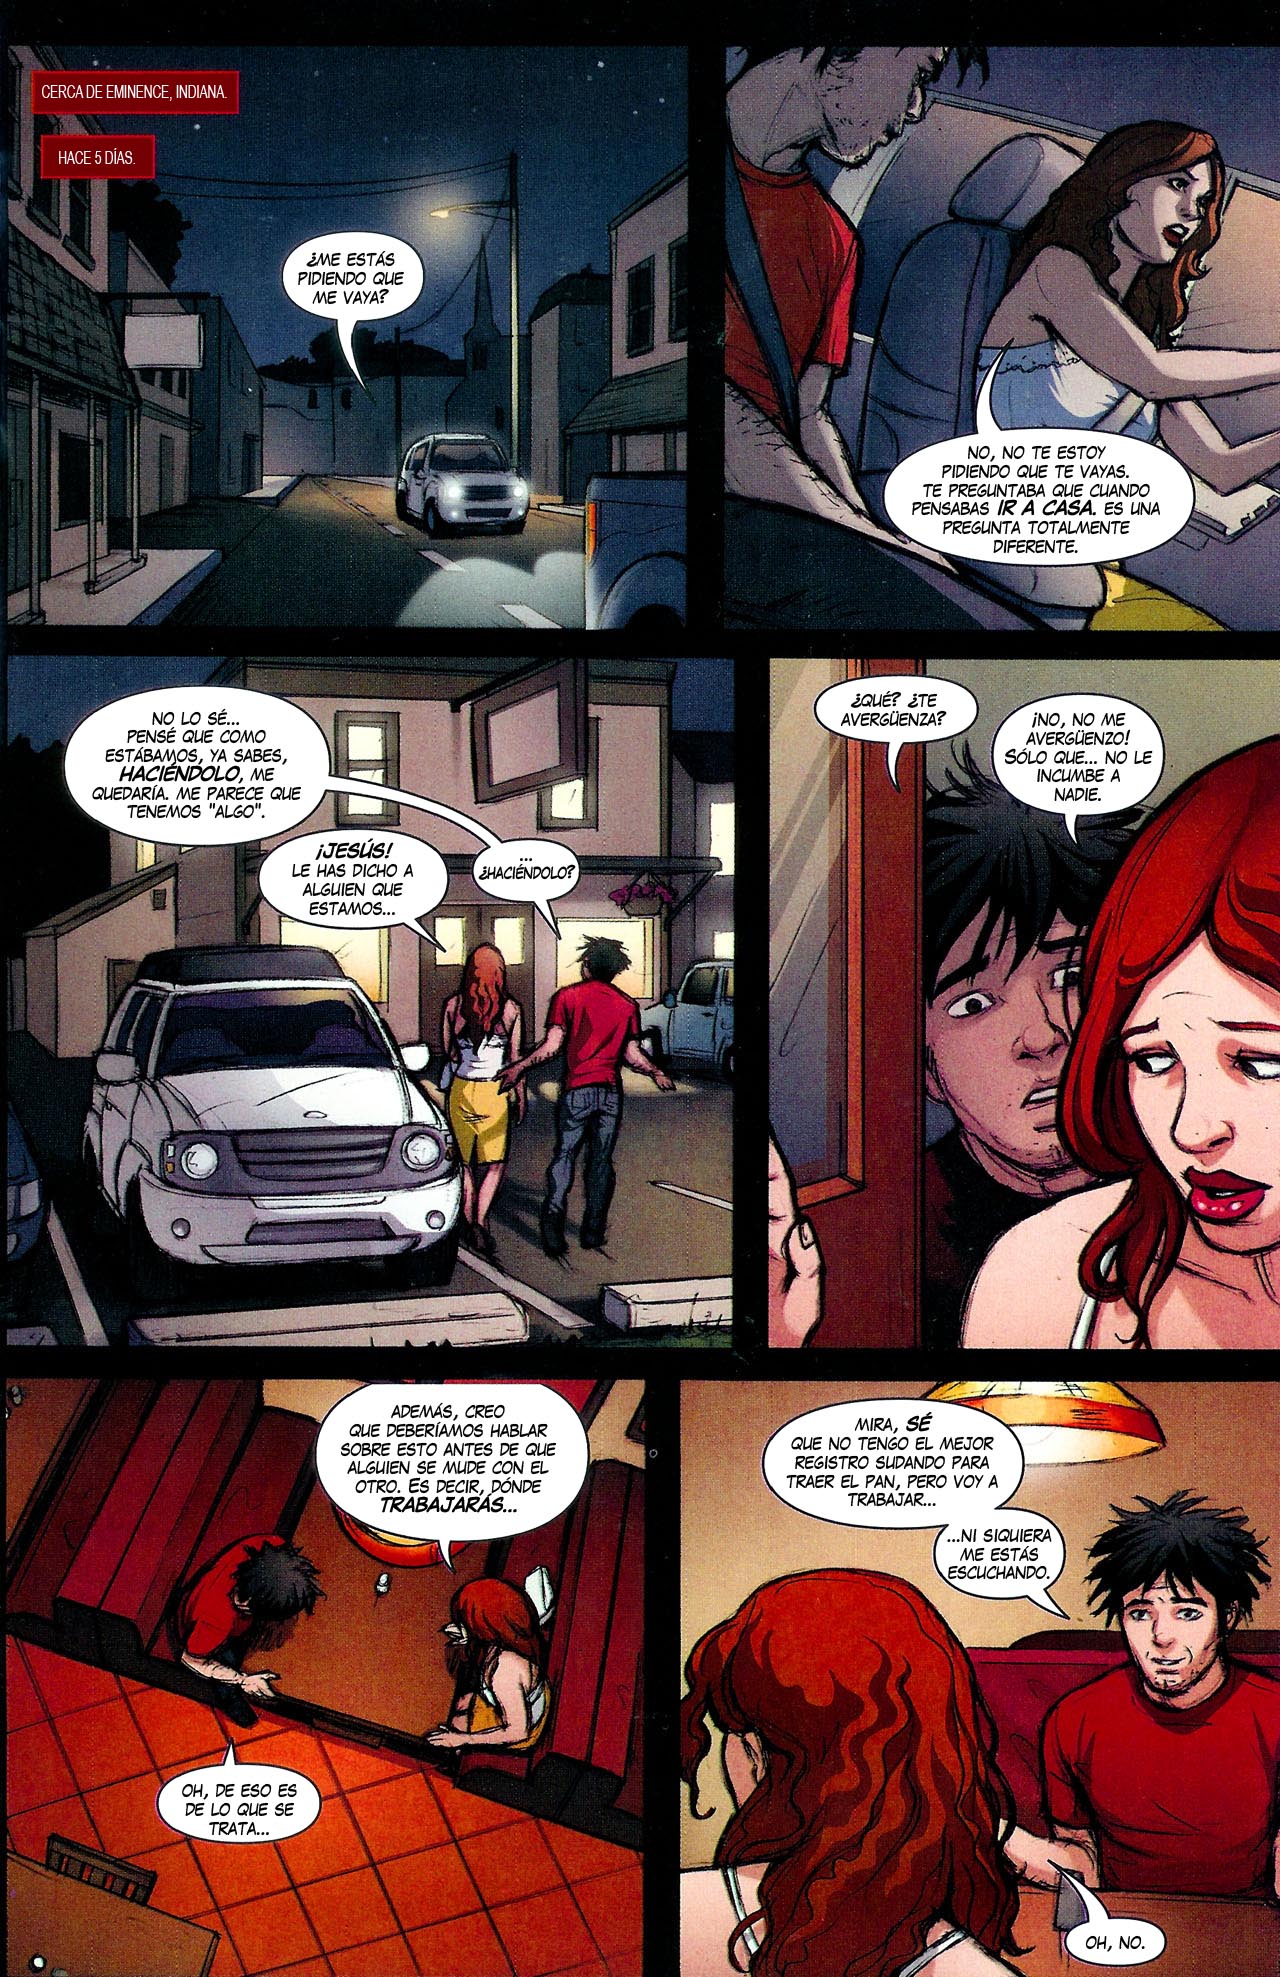 CERCA DE EMINENCE, INDIANA.
HACE 5 DÍAS.
¿ME ESTÁS
PIDIENDO QUE
ME VAYA?
NO, NO TE ESTOY
PIDIENDO QUE TE VAYAS.
TE PREGUNTABA QUE CUANDO
PENSABAS IR A CASA. ES UNA
PREGUNTA TOTALMENTE
DIFERENTE.
NO LO SÉ...
PENSÉ QUE COMO
ESTÁBAMOS, YA SABES,
HACIÉNDOLO, ME
QUEDARÍA. ME PARECE QUE
TENEMOS "ALGO".
¡JESÚS!
LE HAS DICHO A
ALGUIEN QUE
ESTAMOS...
...
¿HACIÉNDOLO?
¿QUÉ? ¿TE
AVERGÜENZA?
¡NO, NO ME
AVERGÜENZO!
SÓLO QUE... NO LE
INCUMBE A
NADIE.
ADEMÁS, CREO
QUE DEBERÍAMOS HABLAR
SOBRE ESTO ANTES DE QUE
ALGUIEN SE MUDE CON EL
OTRO. ES DECIR, DÓNDE
TRABAJARÁS...
OH, DE ESO ES
DE LO QUE SE
TRATA...
MIRA, SÉ
QUE NO TENGO EL MEJOR
REGISTRO SUDANDO PARA
TRAER EL PAN, PERO VOY A
TRABAJAR...
...NI SIQUIERA
ME ESTÁS
ESCUCHANDO.
OH, NO.